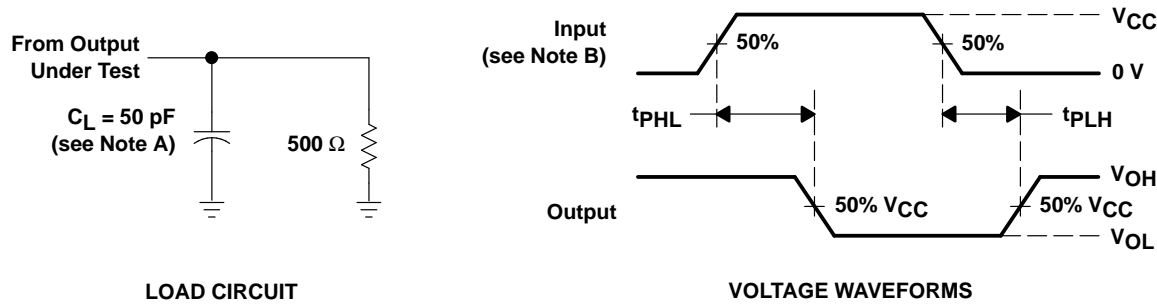 From Output
Under Test
CL = 50 pF
(see Note A)
500 Ω
LOAD CIRCUIT
Input
(see Note B)
50%
50%
VCC
0 V
tPHL
tPLH
Output
50% VCC
50% VCC
VOH
VOL
VOLTAGE WAVEFORMS